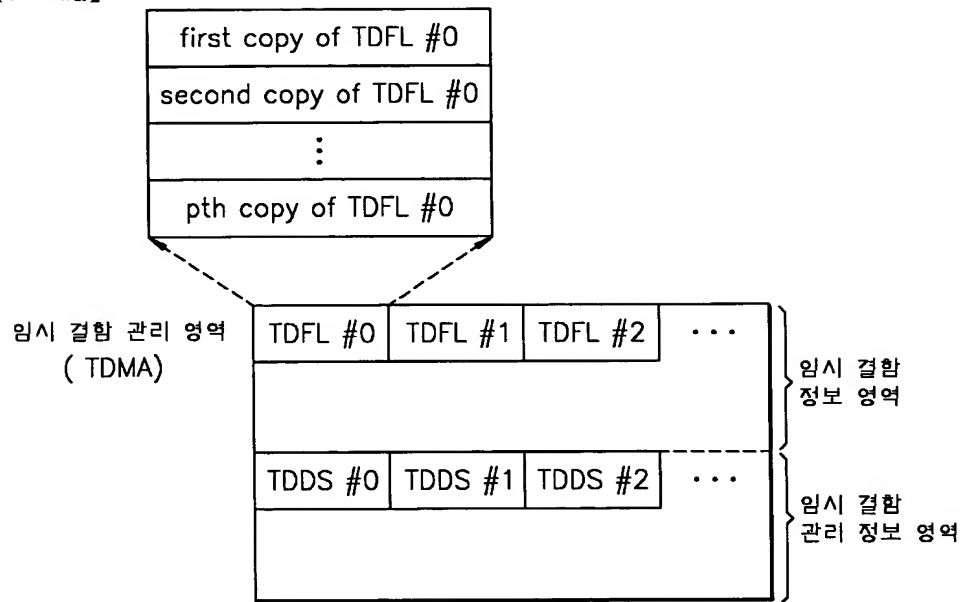 first copy of TDFL #0
second copy of TDFL #0
⋮
pth copy of TDFL #0
임시 결함 관리 영역
( TDMA)
TDFL #0 TDFL #1 TDFL #2 ···
임시 결함
정보 영역
TDDS #0 TDDS #1 TDDS #2 ···
임시 결함
관리 정보 영역